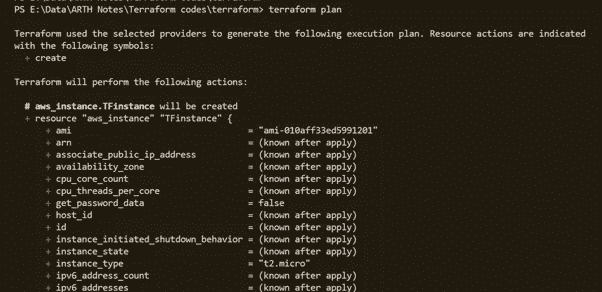 PS E:\Data\ARTH Notes\Terraform codes\terraform> terraform plan
Terraform used the selected providers to generate the following execution plan. Resource actions are indicated
with the following symbols:
+ create
Terraform will perform the following actions:
# aws_instance.TFinstance will be created
+ resource "aws_instance" "TFinstance" {
+ ami = "ami-010aff33ed5991201"
+ arn = (known after apply)
+ associate_public_ip_address = (known after apply)
+ availability_zone = (known after apply)
+ cpu_core_count = (known after apply)
+ cpu_threads_per_core = (known after apply)
+ get_password_data = false
+ host_id = (known after apply)
+ id = (known after apply)
+ instance_initiated_shutdown_behavior = (known after apply)
+ instance_state = (known after apply)
+ instance_type = "t2.micro"
+ ipv6_address_count = (known after apply)
+ ipv6_addresses = (known after apply)